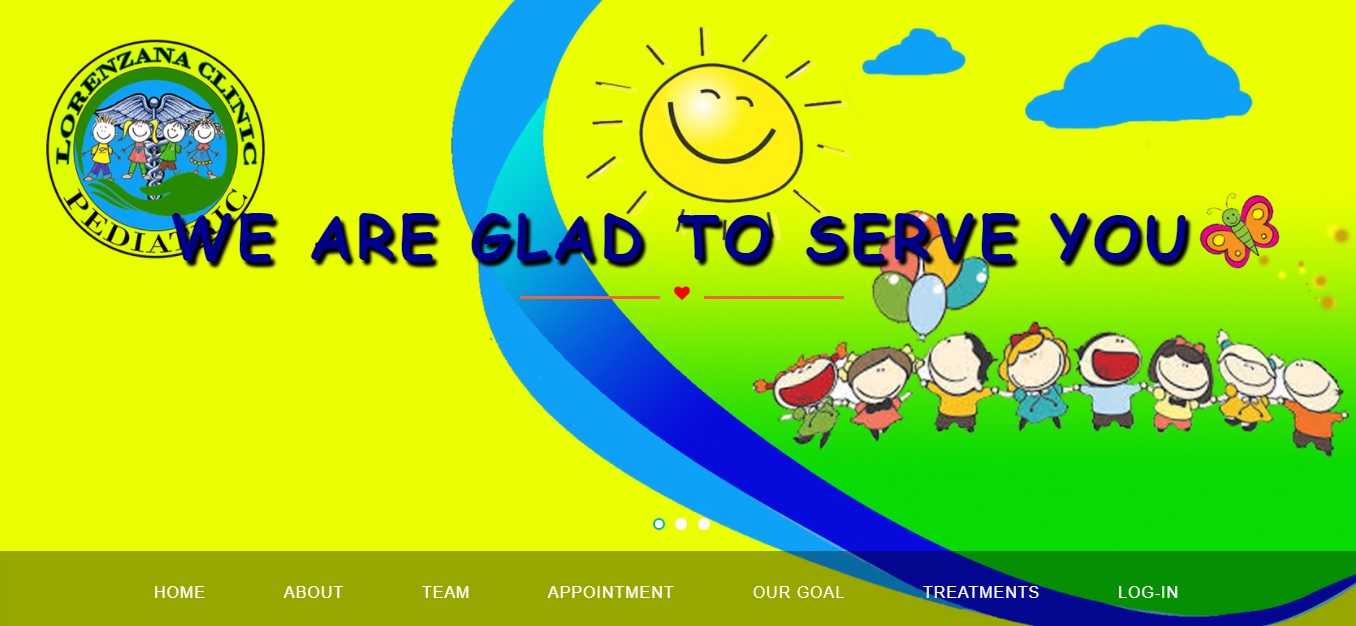 LORENZANA CLINIC
PEDIATRIC
WE ARE GLAD TO SERVE YOU
HOME ABOUT TEAM APPOINTMENT OUR GOAL TREATMENTS LOG-IN